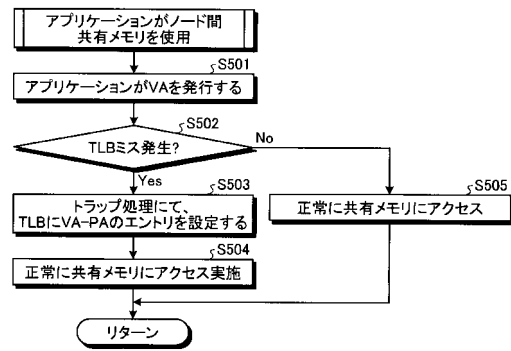 アプリケーションがノード間
共有メモリを使用
S501
アプリケーションがVAを発行する
S502
TLBミス発生?
No
Yes
S503
トラップ処理にて、
TLBにVA-PAのエントリを設定する
S505
正常に共有メモリにアクセス
S504
正常に共有メモリにアクセス実施
リターン